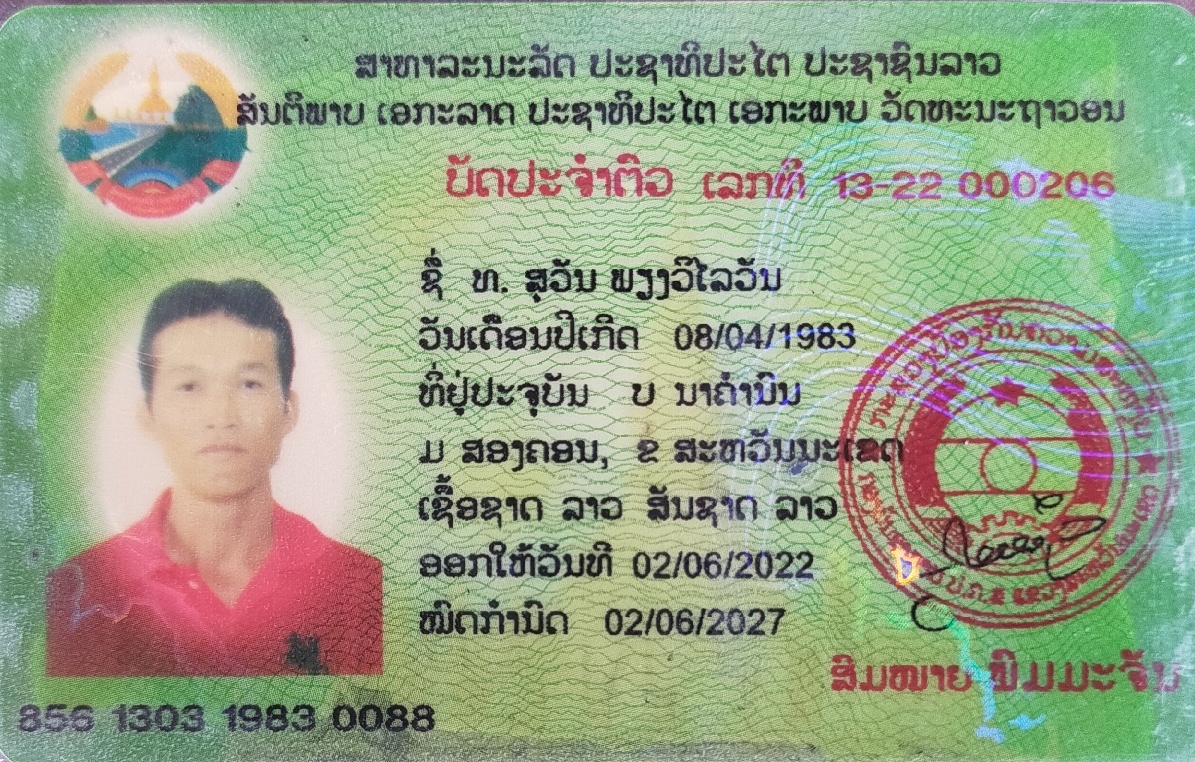 ສາທາລະນະລັດ ປະຊາທິປະໄຕ ປະຊາຊົນລາວ
ສັນຕິພາບ ເອກະລາດ ປະຊາທິປະໄຕ ເອກະພາບ ວັດທະນະຖາວອນ
ບັດປະຈຳຕົວ ເລກທີ 13-22 000206
ຊື່ ທ. ສຸວັນ ພຽງວິໄລວັນ
ວັນເດືອນປີເກີດ 08/04/1983
ທີ່ຢູ່ປະຈຸບັນ ບ ນາຄຳມົນ
ມ ສອງຄອນ, ຂ ສະຫວັນນະເຂດ
ເຊື້ອຊາດ ລາວ ສັນຊາດ ລາວ
ອອກໃຫ້ວັນທີ 02/06/2022
ໝົດກຳນົດ 02/06/2027
ສົມໝາຍ ພິມມະຈັນ
856 1303 1983 0088